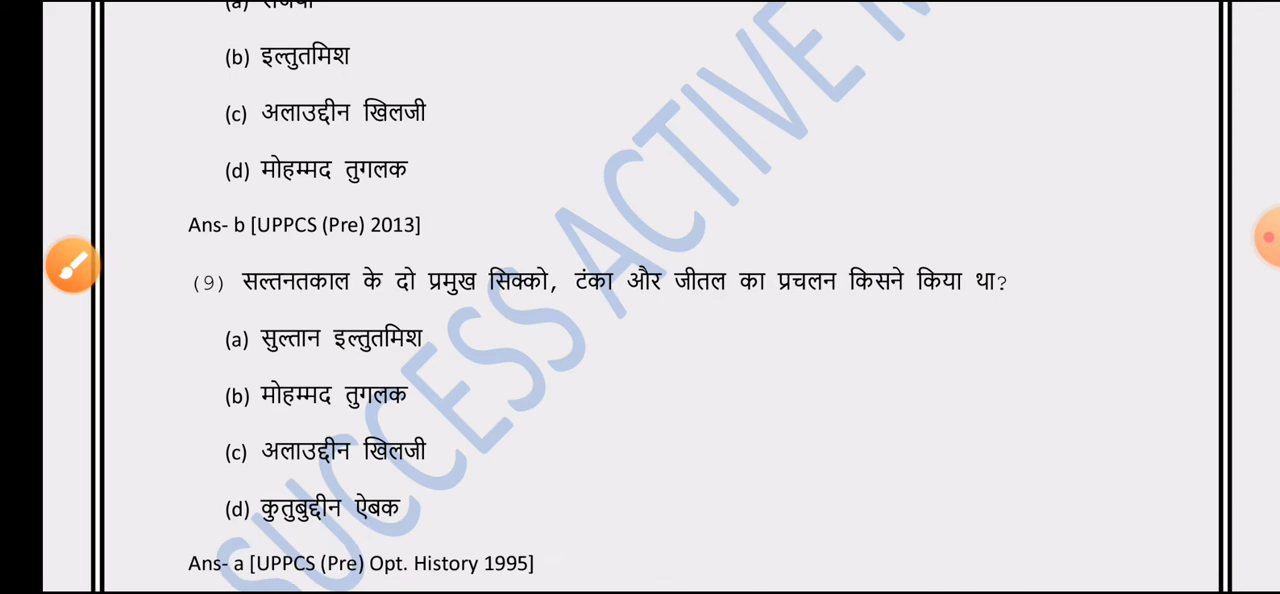 (b) इल्तुतमिश
(c) अलाउद्दीन खिलजी
(d) मोहम्मद तुगलक
Ans- b [UPPCS (Pre) 2013]
(9) सल्तनतकाल के दो प्रमुख सिक्को, टंका और जीतल का प्रचलन किसने किया था?
(a) सुल्तान इल्तुतमिश
(b) मोहम्मद तुगलक
(c) अलाउद्दीन खिलजी
(d) कुतुबुद्दीन ऐबक
Ans- a [UPPCS (Pre) Opt. History 1995]
SUCCESS ACTIVE